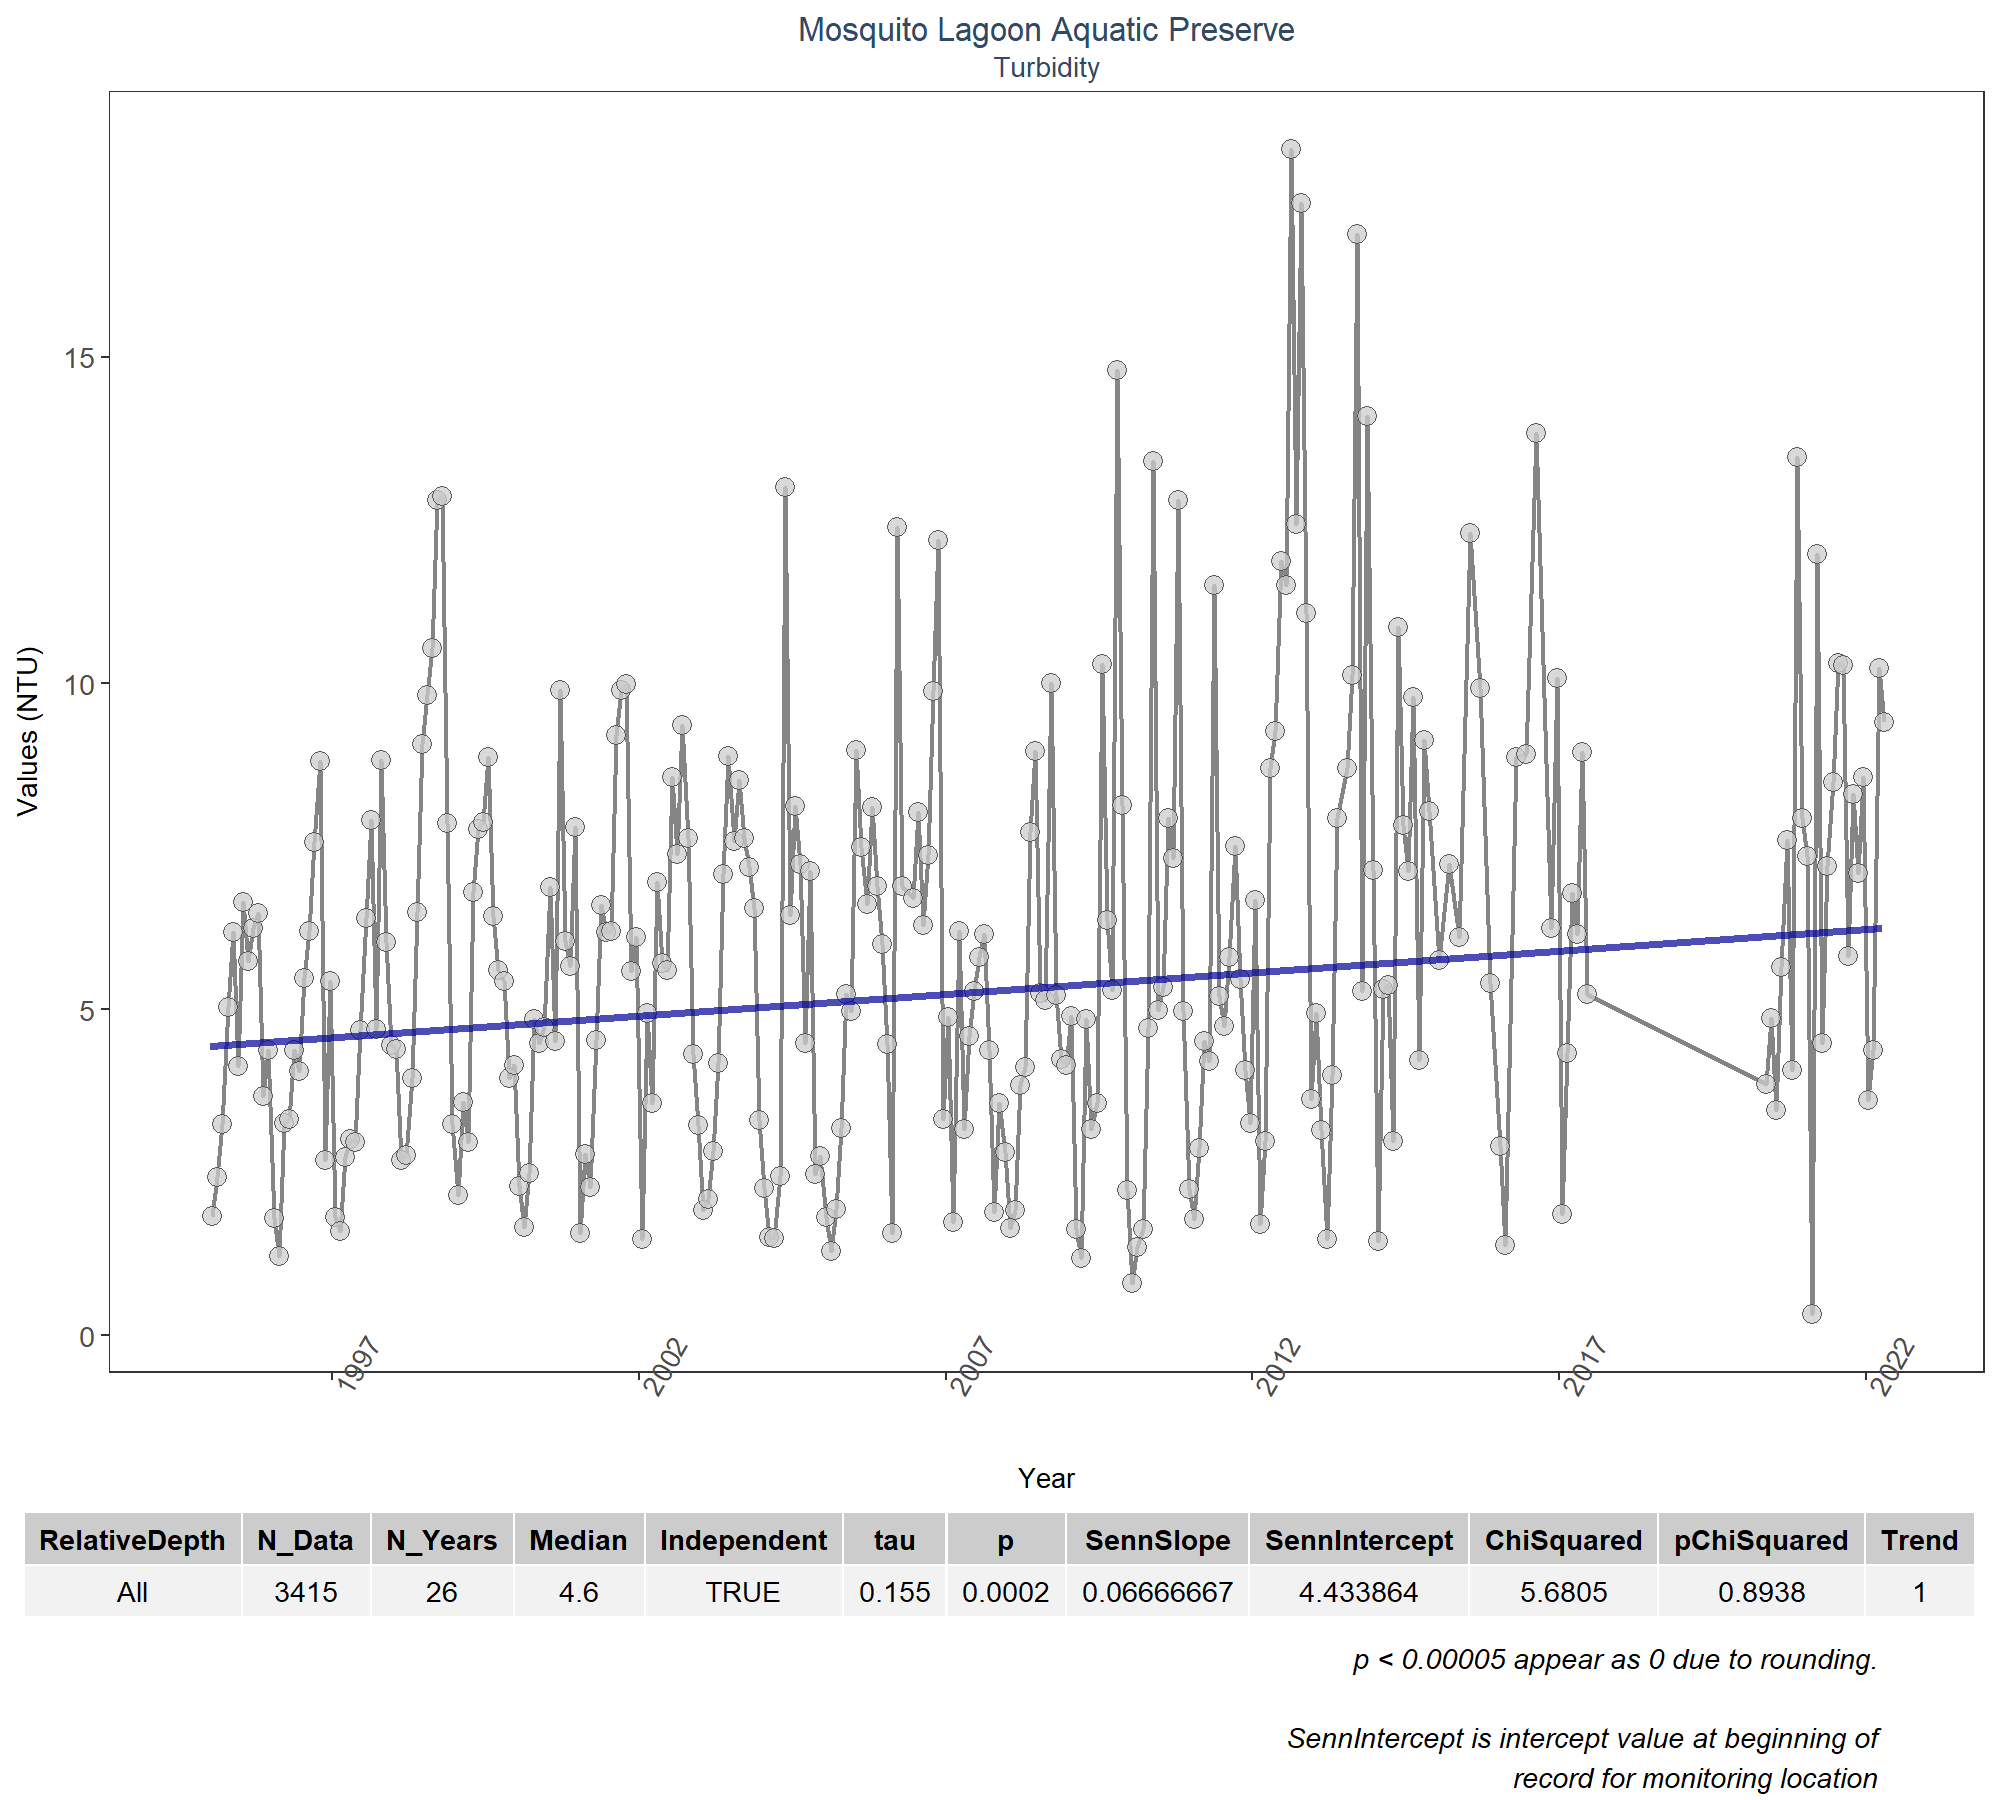 Mosquito Lagoon Aquatic Preserve
Turbidity
Values (NTU)
15
10
5
0
1997 2002 2007 2012 2017 2022
Year
RelativeDepth N_Data N_Years Median Independent tau p SennSlope SennIntercept ChiSquared pChiSquared Trend
All 3415 26 4.6 TRUE 0.155 0.0002 0.06666667 4.433864 5.6805 0.8938 1
p < 0.00005 appear as 0 due to rounding.
SennIntercept is intercept value at beginning of
record for monitoring location